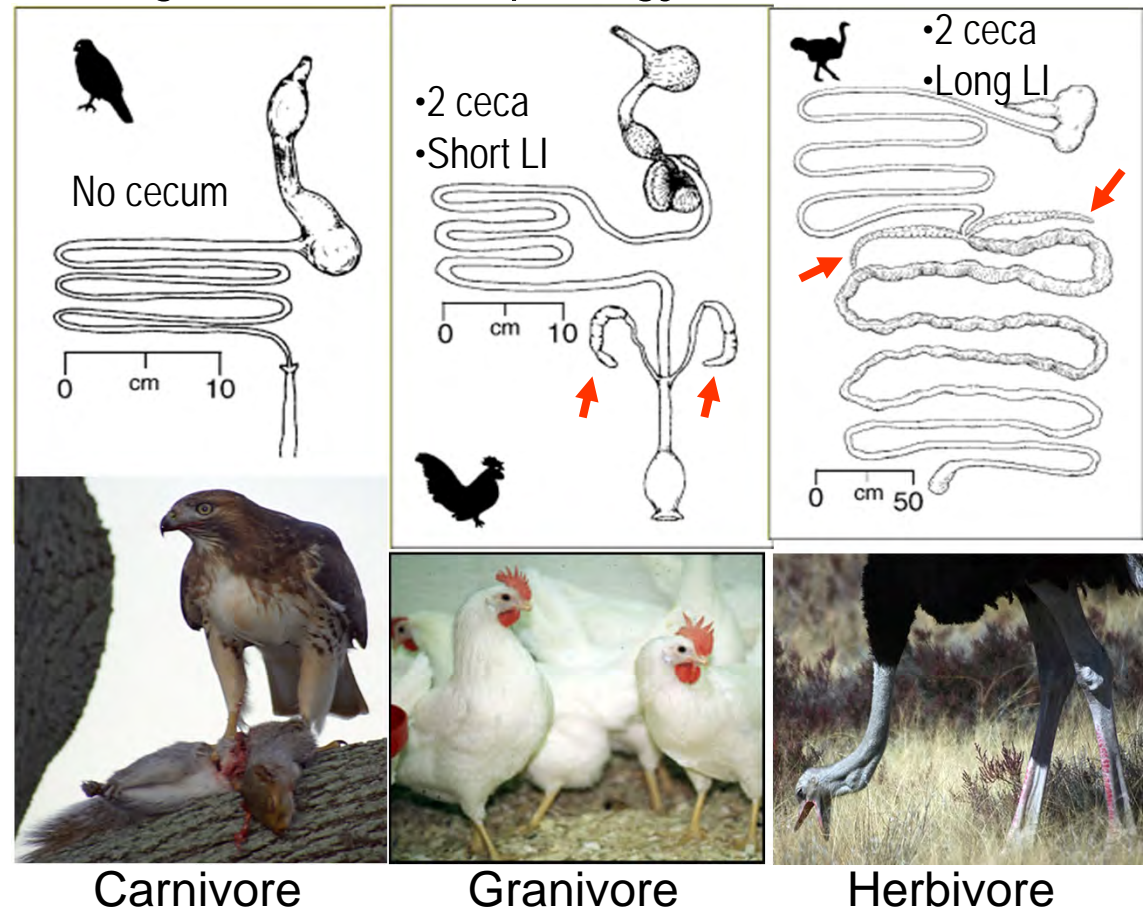 No cecum
0 cm 10
•2 ceca
•Short LI
0 cm 10
•2 ceca
•Long LI
0 cm 50
Carnivore
Granivore
Herbivore